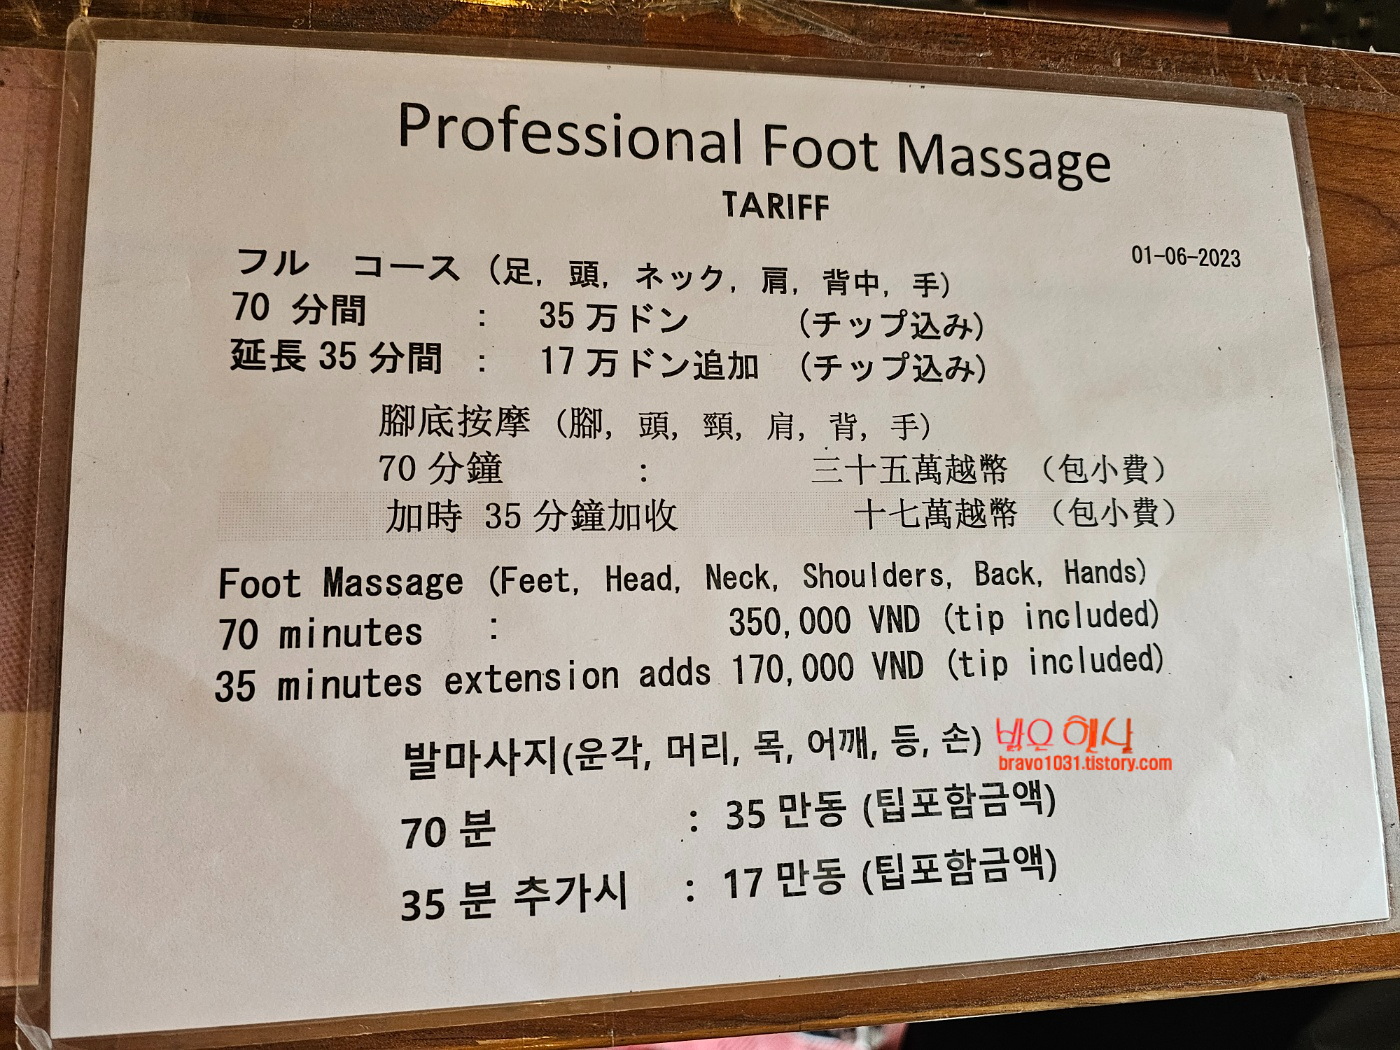 Professional Foot Massage
TARIFF
01-06-2023
フル コース (足, 頭, ネック, 肩, 背中, 手)
70 分間 : 35 万ドン (チップ込み)
延長 35 分間 : 17 万ドン追加 (チップ込み)
腳底按摩 (腳, 頭, 頸, 肩, 背, 手)
70 分鐘 : 三十五萬越幣 (包小費)
加時 35 分鐘加收 十七萬越幣 (包小費)
Foot Massage (Feet, Head, Neck, Shoulders, Back, Hands)
70 minutes : 350,000 VND (tip included)
35 minutes extension adds 170,000 VND (tip included)
발마사지(운각, 머리, 목, 어깨, 등, 손)
bravo1031.tistory.com
70 분 : 35 만동 (팁포함금액)
35 분 추가시 : 17 만동 (팁포함금액)